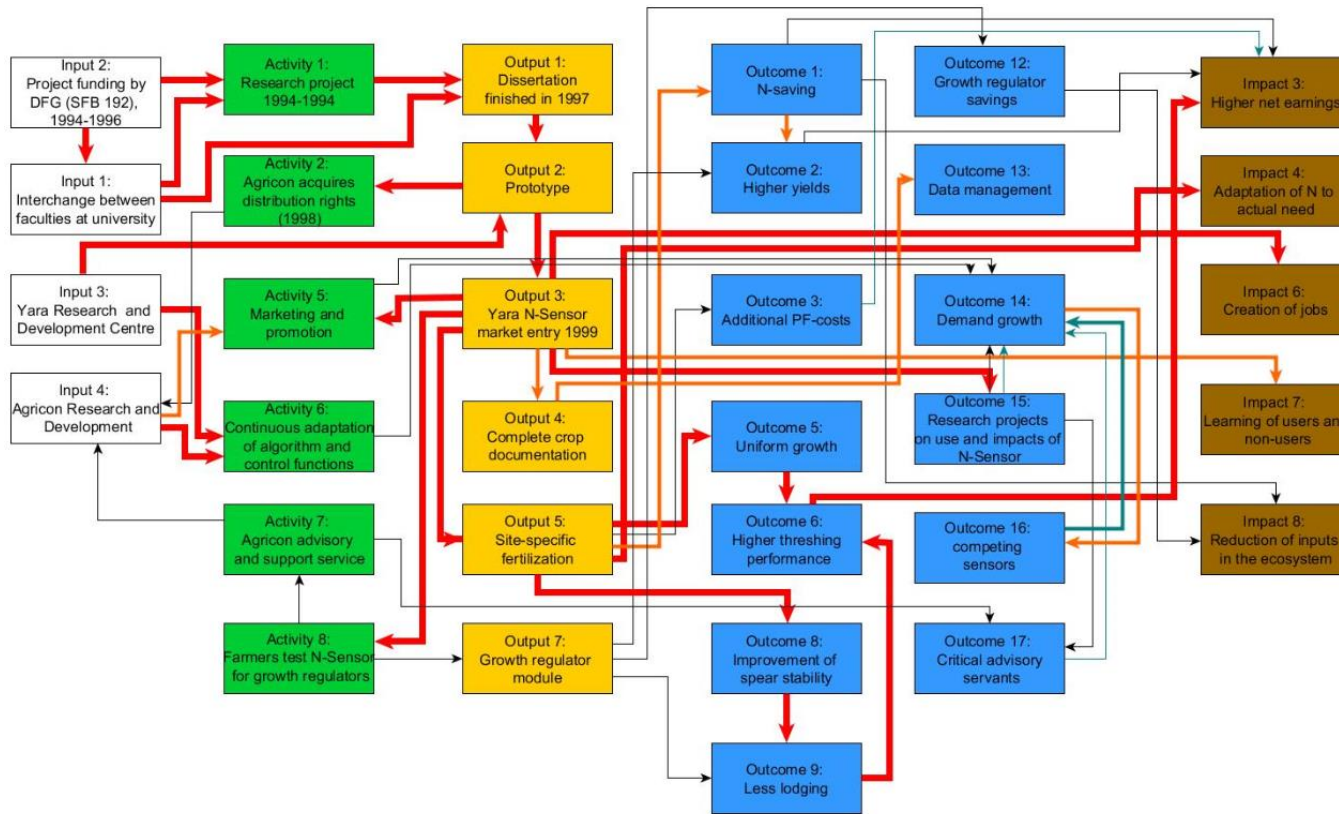 Input 2:
Project funding by
DFG (SFB 192),
1994-1996
Input 1:
Interchange between
faculties at university
Input 3:
Yara Research and
Development Centre
Input 4:
Agricon Research and
Development
Activity 1:
Research project
1994-1994
Activity 2:
Agricon acquires
distribution rights
(1998)
Activity 5:
Marketing and
promotion
Activity 6:
Continuous adaptation
of algorithm and
control functions
Activity 7:
Agricon advisory
and support service
Activity 8:
Farmers test N-Sensor
for growth regulators
Output 1:
Dissertation
finished in 1997
Output 2:
Prototype
Output 3:
Yara N-Sensor
market entry 1999
Output 4:
Complete crop
documentation
Output 5:
Site-specific
fertilization
Output 7:
Growth regulator
module
Outcome 1:
N-saving
Outcome 2:
Higher yields
Outcome 3:
Additional PF-costs
Outcome 5:
Uniform growth
Outcome 6:
Higher threshing
performance
Outcome 8:
Improvement of
spear stability
Outcome 9:
Less lodging
Outcome 12:
Growth regulator
savings
Outcome 13:
Data management
Outcome 14:
Demand growth
Outcome 15:
Research projects
on use and impacts of
N-Sensor
Outcome 16:
competing
sensors
Outcome 17:
Critical advisory
servants
Impact 3:
Higher net earnings
Impact 4:
Adaptation of N to
actual need
Impact 6:
Creation of jobs
Impact 7:
Learning of users an
non-users
Impact 8:
Reduction of inputs
in the ecosystem